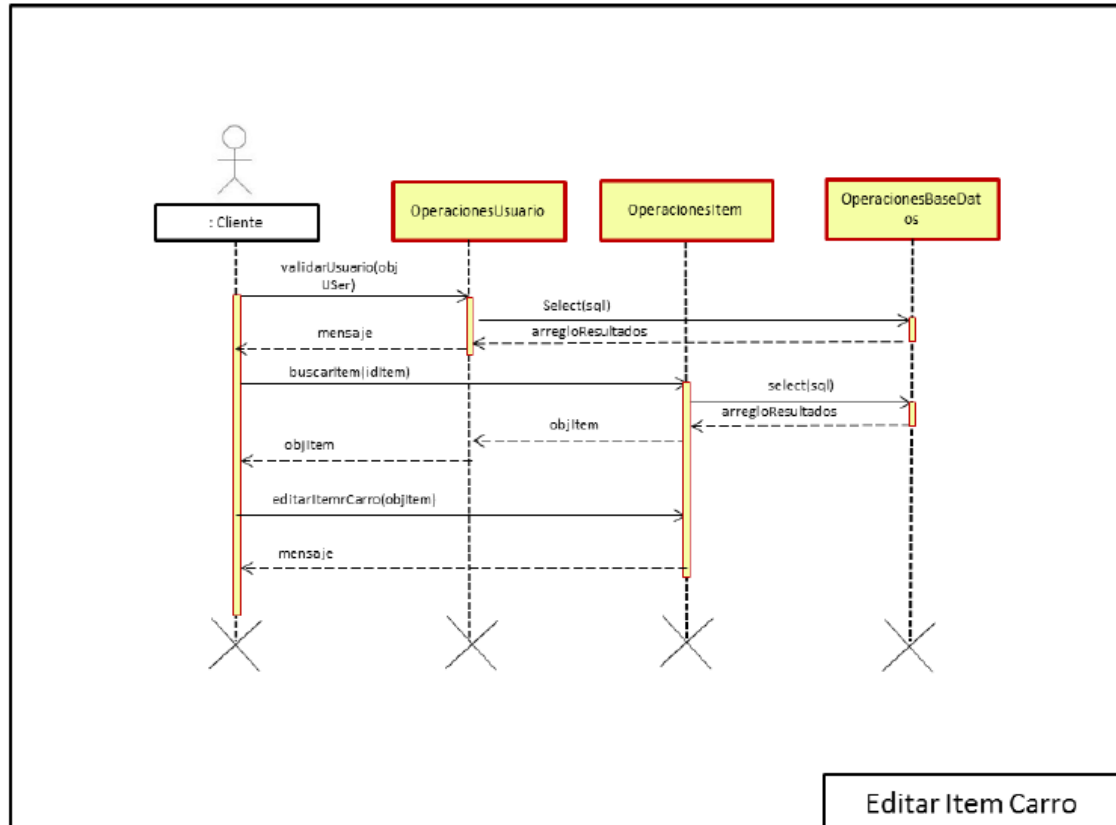 : Cliente
OperacionesUsuario
OperacionesItem
OperacionesBaseDat
os
validarUsuario(obj
USer)
Select(sql)
arregloResultados
mensaje
buscarItem(idItem)
select(sql)
arregloResultados
objItem
objItem
editarItemrCarro(objItem)
mensaje
Editar Item Carro